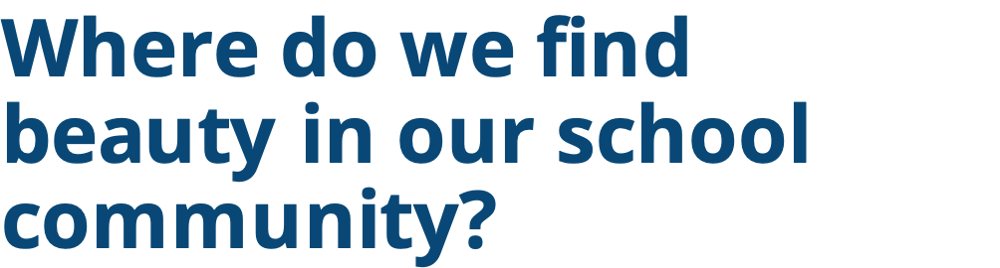 Where do we find
beauty in our school
community?